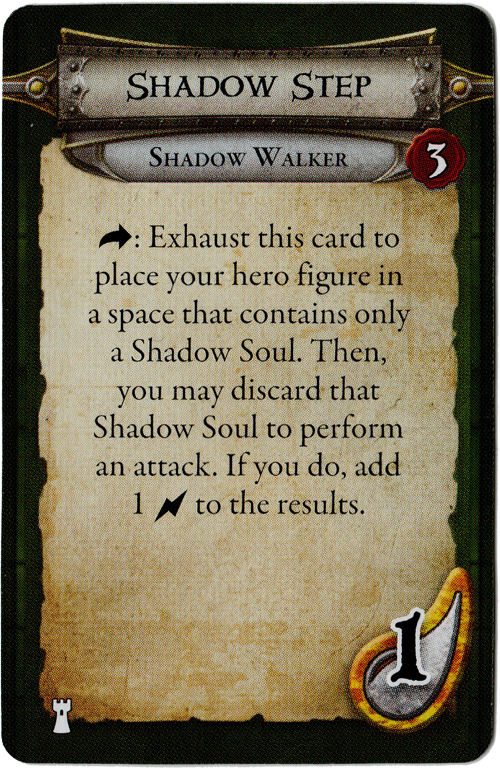 Shadow Step
Shadow Walker
3
: Exhaust this card to
place your hero figure in
a space that contains only
a Shadow Soul. Then,
you may discard that
Shadow Soul to perform
an attack. If you do, add
1 to the results.
1